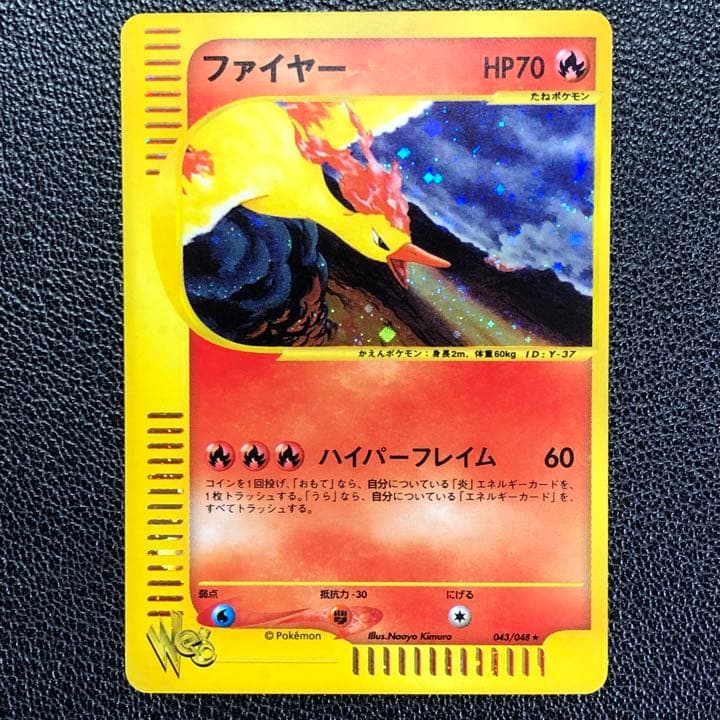 ファイヤー HP70
たねポケモン
かえんポケモン：身長2m、体重60kg ID:Y-37
ハイパーフレイム 60
コインを1回投げ、「おもて」なら、自分についている「炎」エネルギーカードを、
1枚トラッシュする。「うら」なら、自分についている「エネルギーカード」を、
すべてトラッシュする。
弱点 抵抗力-30 にげる
Web
© Pokémon Illus.Naoyo Kimura 043/048 ★